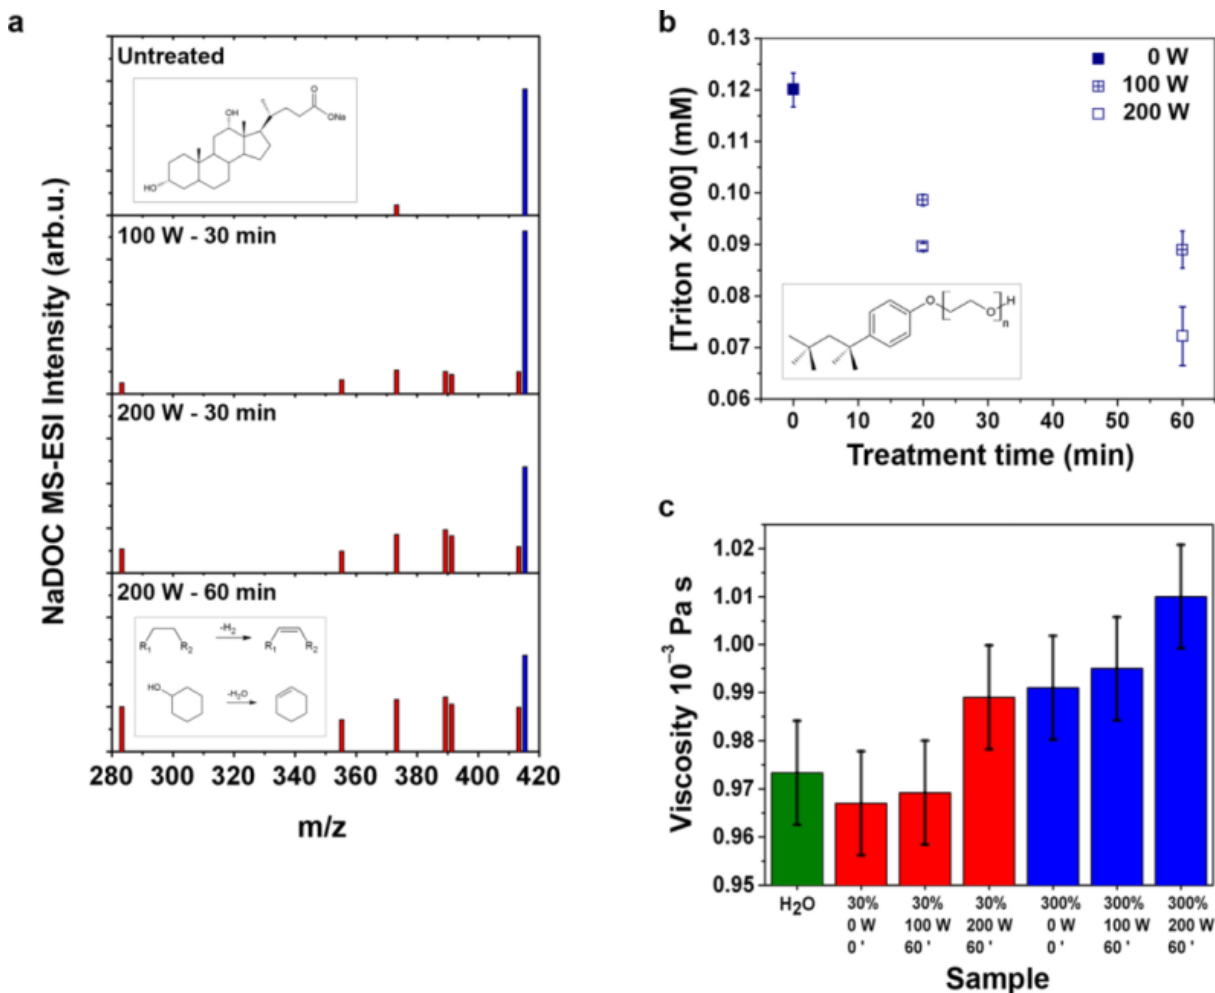 a
Untreated
OH
O
ONa
HO
100 W - 30 min
200 W - 30 min
200 W - 60 min
R1 R2 -H2 R1 R2
HO
-H2O
NaDOC MS-ESI Intensity (arb.u.)
280 300 320 340 360 380 400 420
m/z
b
0 W
100 W
200 W
0.13
0.12
0.11
0.10
0.09
0.08
0.07
0.06
[Triton X-100] (mM)
O O H
n
0 10 20 30 40 50 60
Treatment time (min)
c
1.02
1.01
1.00
0.99
0.98
0.97
0.96
0.95
Viscosity 10⁻³ Pa s
H2O 30% 30% 30% 300% 300% 300%
0 W 100 W 200 W 0 W 100 W 200 W
0 ' 60 ' 60 ' 0 ' 60 ' 60 '
Sample